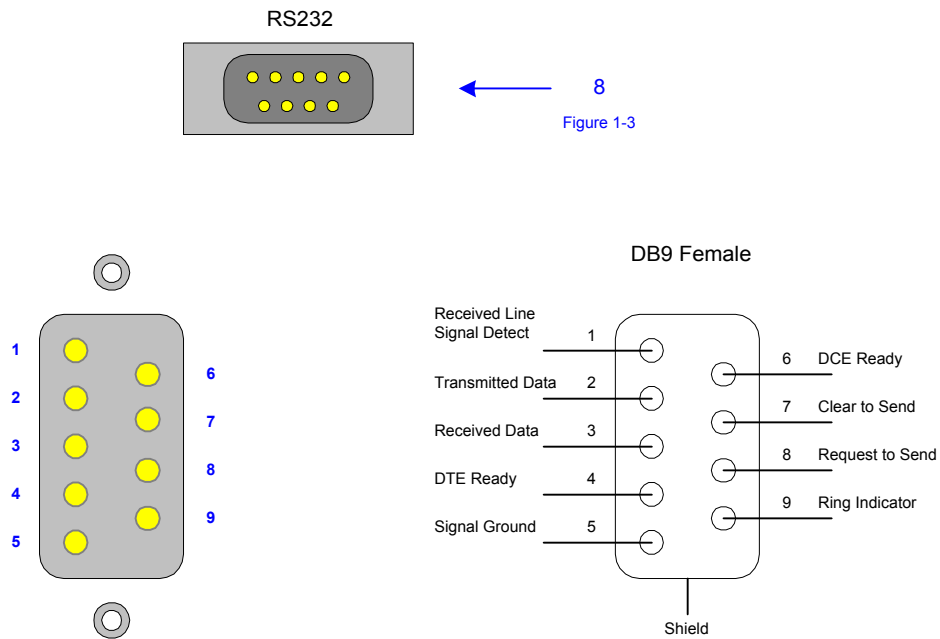 RS232
8
Figure 1-3
1
2
3
4
5
6
7
8
9
DB9 Female
Received Line
Signal Detect
1
Transmitted Data
2
Received Data
3
DTE Ready
4
Signal Ground
5
6
DCE Ready
7
Clear to Send
8
Request to Send
9
Ring Indicator
Shield